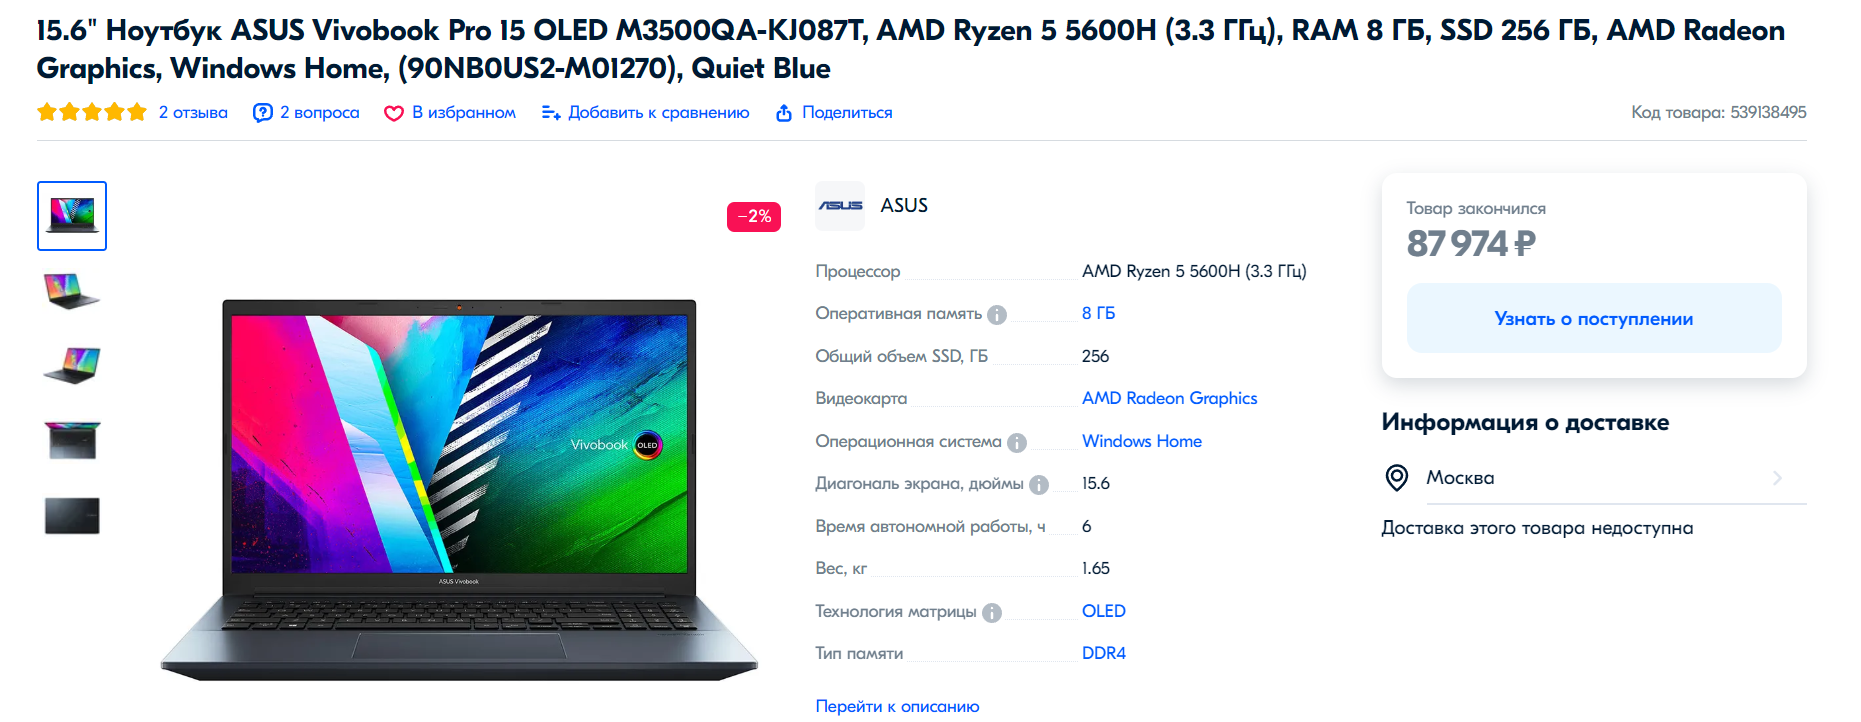 15.6" Ноутбук ASUS Vivobook Pro 15 OLED M3500QA-KJ087T, AMD Ryzen 5 5600H (3.3 ГГц), RAM 8 ГБ, SSD 256 ГБ, AMD Radeon
Graphics, Windows Home, (90NB0US2-M01270), Quiet Blue
2 отзыва 2 вопроса В избранном Добавить к сравнению Поделиться Код товара: 539138495
–2%
ASUS ASUS
Процессор AMD Ryzen 5 5600H (3.3 ГГц)
Оперативная память 8 ГБ
Общий объем SSD, ГБ 256
Видеокарта AMD Radeon Graphics
Операционная система Windows Home
Диагональ экрана, дюймы 15.6
Время автономной работы, ч 6
Вес, кг 1.65
Технология матрицы OLED
Тип памяти DDR4
Перейти к описанию
Vivobook OLED
ASUS Vivobook
Товар закончился
87 974 ₽
Узнать о поступлении
Информация о доставке
Москва
Доставка этого товара недоступна